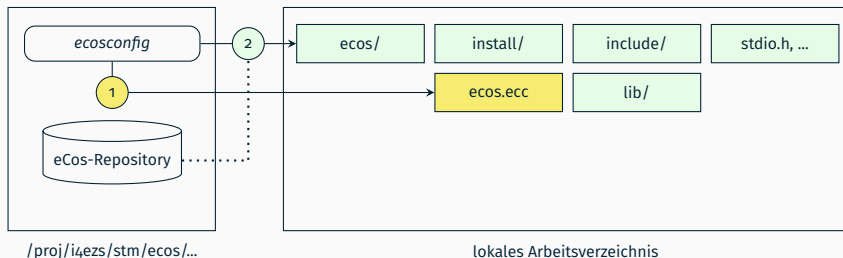 ecosconfig
2
ecos/
install/
include/
stdio.h, ...
1
ecos.ecc
lib/
eCos-Repository
/proj/i4ezs/stm/ecos/...
lokales Arbeitsverzeichnis